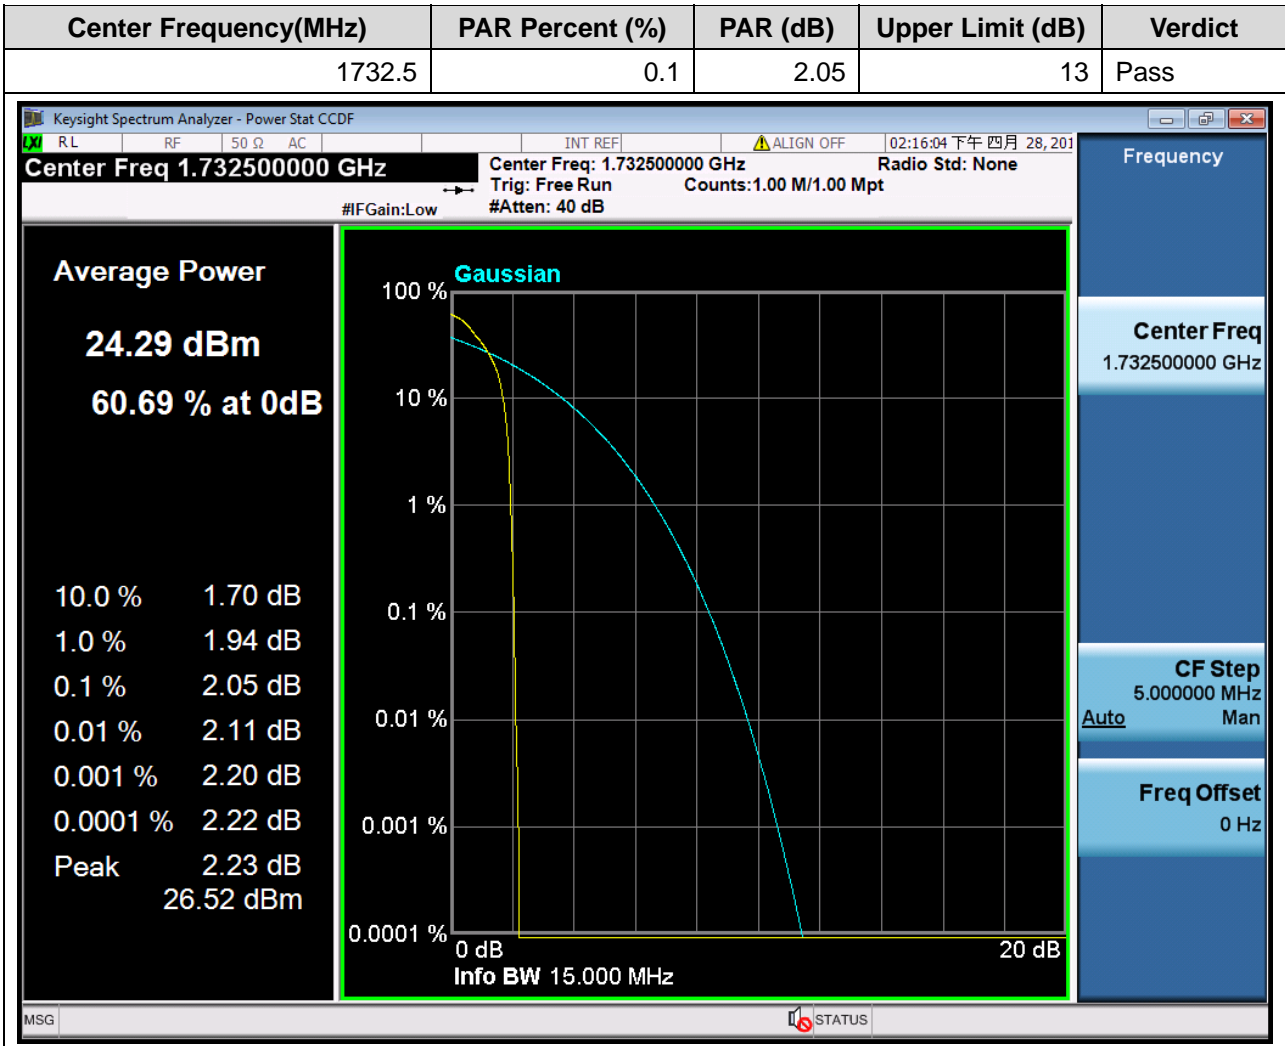 Center Frequency(MHz) PAR Percent (%) PAR (dB) Upper Limit (dB) Verdict
1732.5 0.1 2.05 13 Pass
Keysight Spectrum Analyzer - Power Stat CCDF
LXI RL RF 50 Ω AC INT REF ALIGN OFF 02:16:04 下午 四月 28, 201
Center Freq 1.732500000 GHz
Center Freq: 1.732500000 GHz Radio Std: None
Trig: Free Run Counts:1.00 M/1.00 Mpt
#IFGain:Low #Atten: 40 dB
Average Power
24.29 dBm
60.69 % at 0dB
10.0 % 1.70 dB
1.0 % 1.94 dB
0.1 % 2.05 dB
0.01 % 2.11 dB
0.001 % 2.20 dB
0.0001 % 2.22 dB
Peak 2.23 dB
26.52 dBm
Gaussian
100 %
10 %
1 %
0.1 %
0.01 %
0.001 %
0.0001 %
0 dB 20 dB
Info BW 15.000 MHz
Frequency
Center Freq
1.732500000 GHz
CF Step
5.000000 MHz
Auto Man
Freq Offset
0 Hz
MSG STATUS